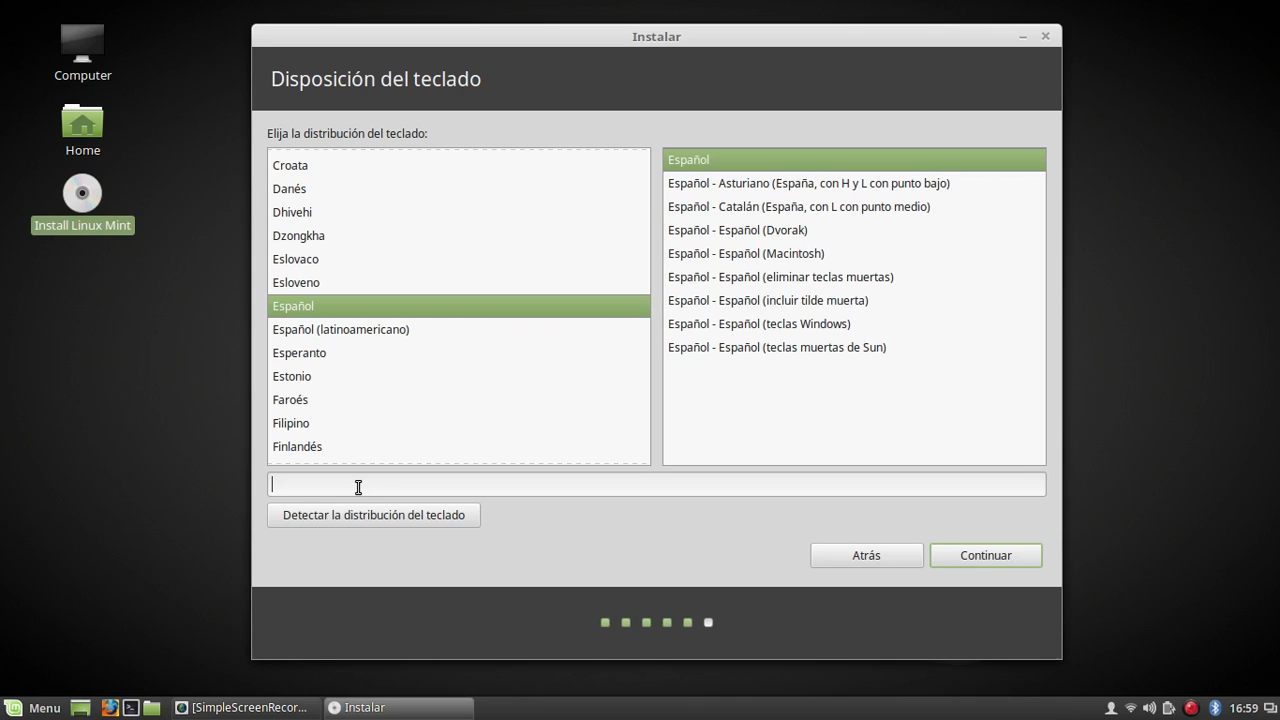 Computer
Home
Install Linux Mint
Instalar
Disposición del teclado
Elija la distribución del teclado:
Croata
Danés
Dhivehi
Dzongkha
Eslovaco
Esloveno
Español
Español (latinoamericano)
Esperanto
Estonio
Faroés
Filipino
Finlandés
Español
Español - Asturiano (España, con H y L con punto bajo)
Español - Catalán (España, con L con punto medio)
Español - Español (Dvorak)
Español - Español (Macintosh)
Español - Español (eliminar teclas muertas)
Español - Español (incluir tilde muerta)
Español - Español (teclas Windows)
Español - Español (teclas muertas de Sun)
Detectar la distribución del teclado
Atrás
Continuar
Menu
[SimpleScreenRecor...
Instalar
16:59